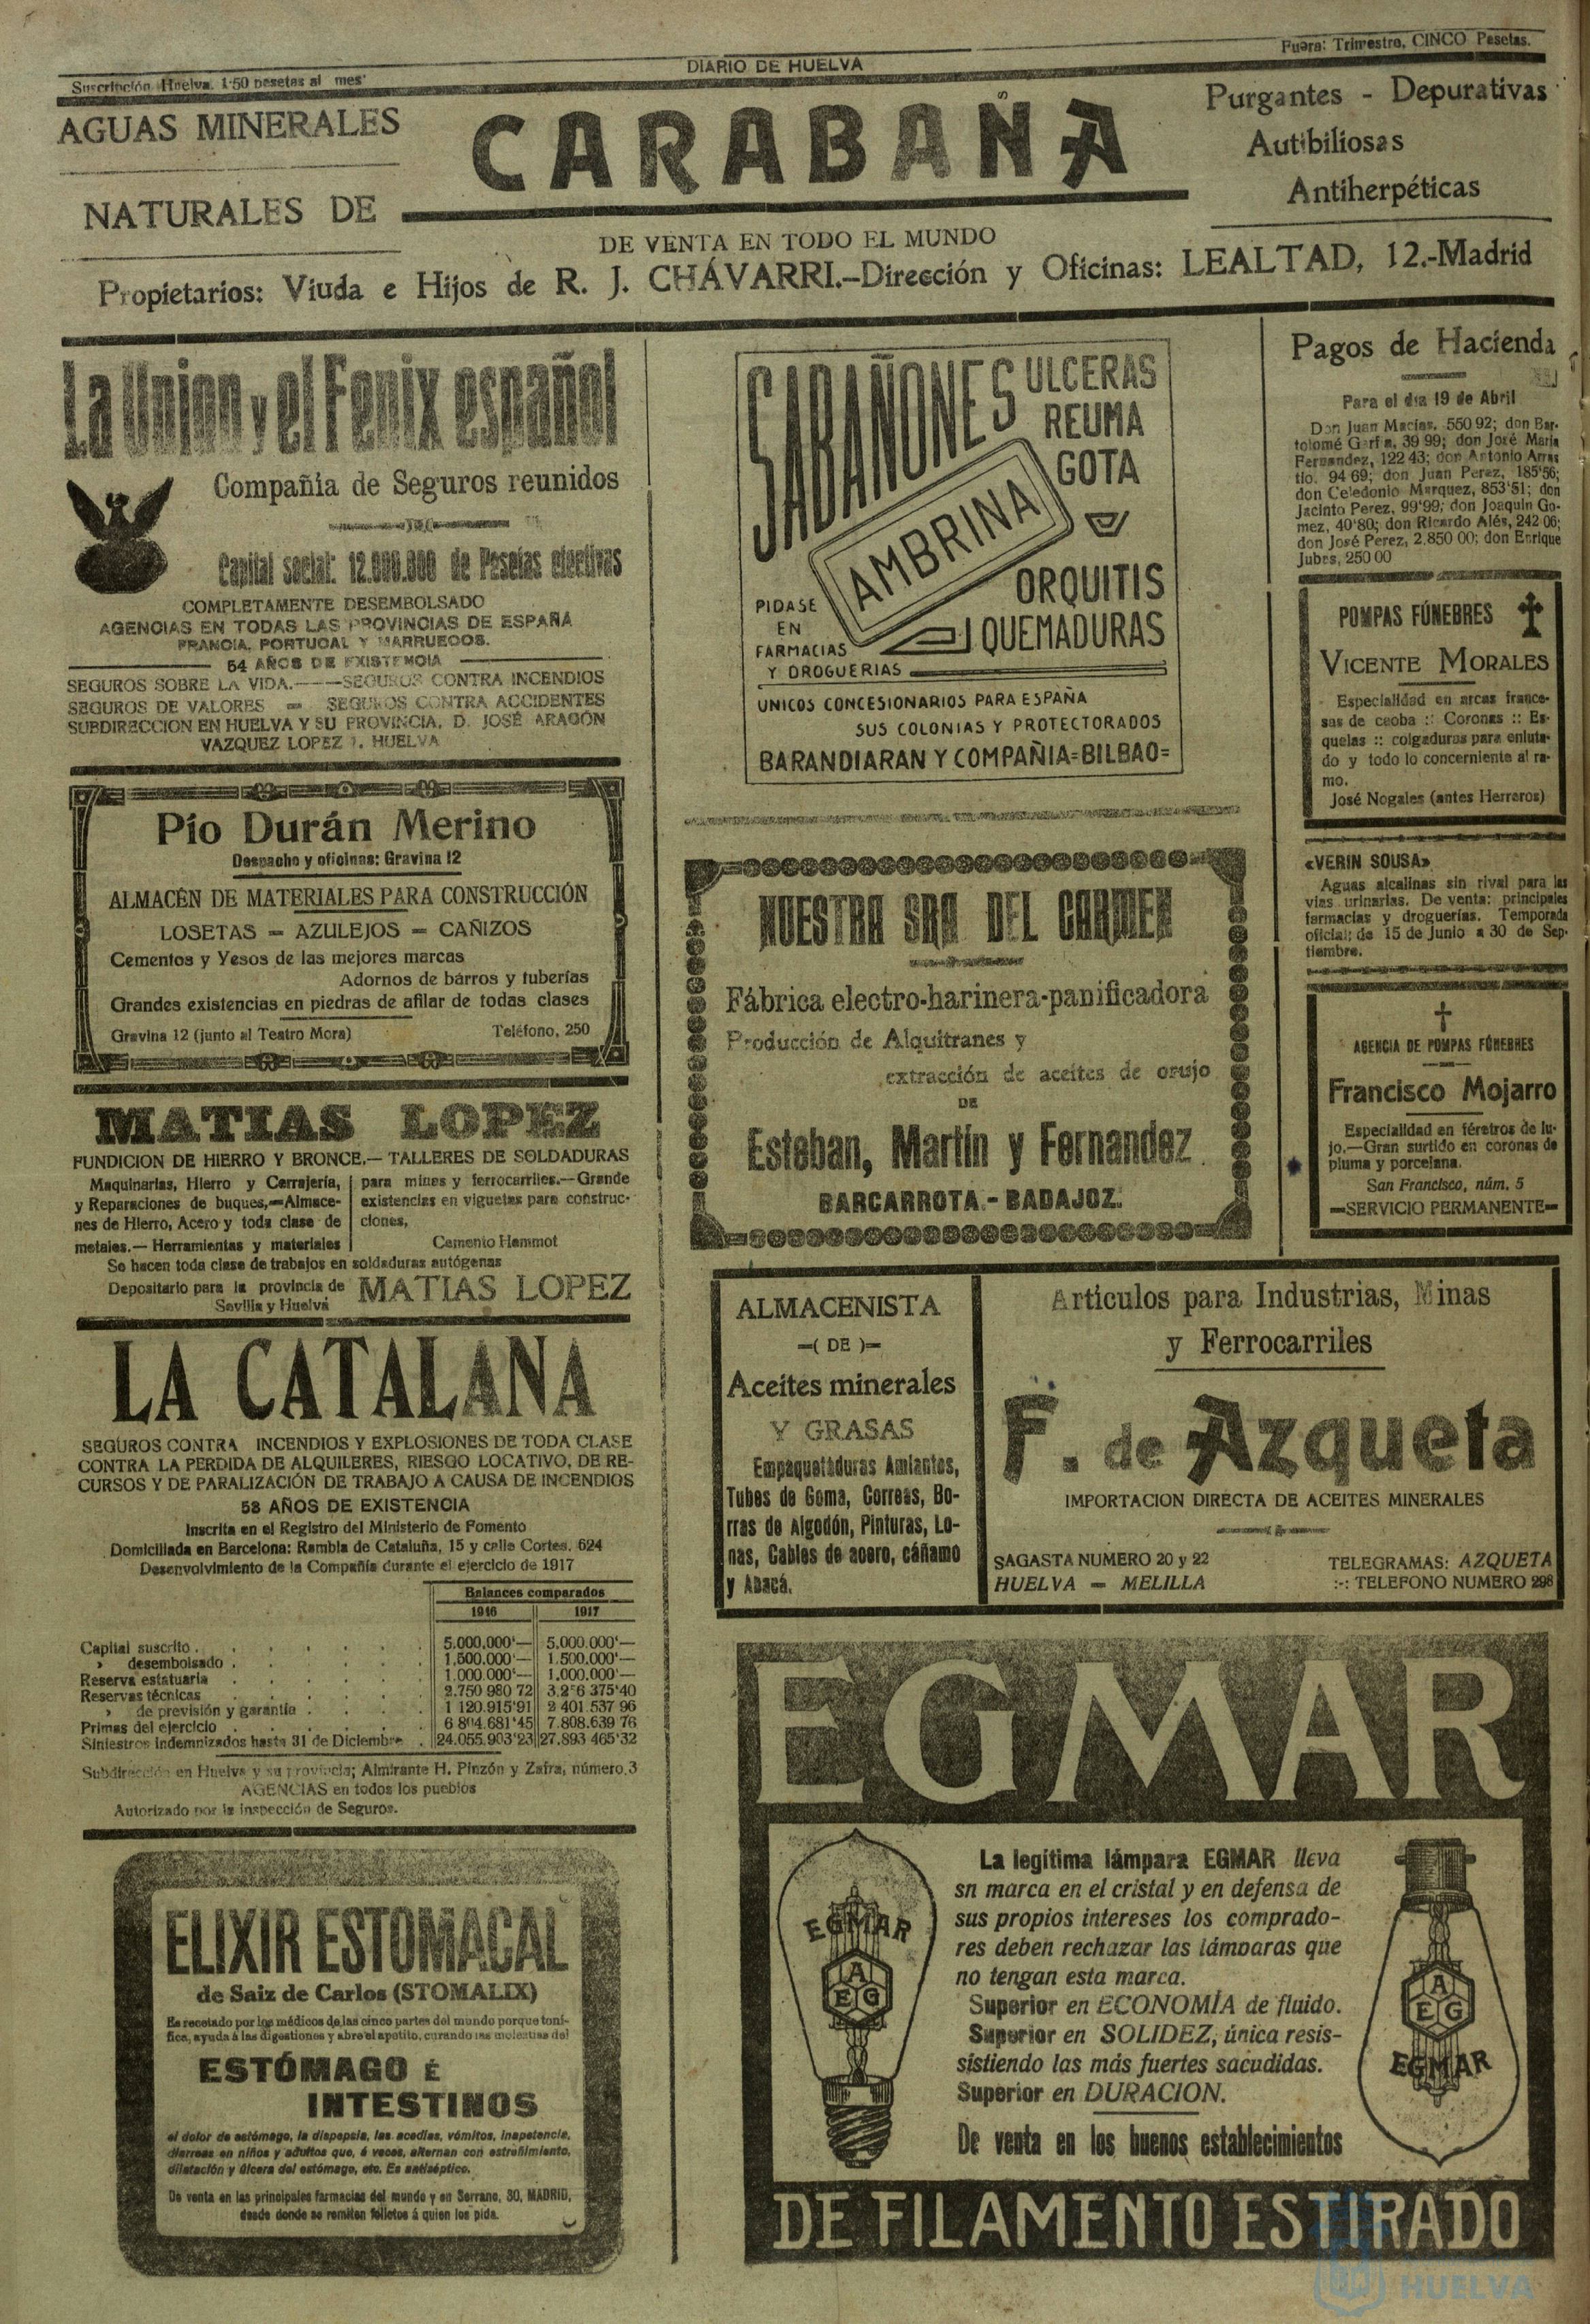 Suscripción Huelva. 1'50 pesetas al mes
DIARIO DE HUELVA
Fuera: Trimestre, CINCO Pesetas.
AGUAS MINERALES
NATURALES DE
CARABAÑA
Purgantes - Depurativas
Autibiliosas
Antiherpéticas
DE VENTA EN TODO EL MUNDO
Propietarios: Viuda e Hijos de R. J. CHÁVARRI.-Dirección y Oficinas: LEALTAD, 12.-Madrid
La Union y el Fenix español
Compañia de Seguros reunidos
Capital social: 12.000.000 de Pesetas efectivas
COMPLETAMENTE DESEMBOLSADO
AGENCIAS EN TODAS LAS PROVINCIAS DE ESPAÑA
FRANCIA, PORTUGAL Y MARRUECOS.
54 AÑOS DE EXISTENCIA
SEGUROS SOBRE LA VIDA.----SEGUROS CONTRA INCENDIOS
SEGUROS DE VALORES = SEGUROS CONTRA ACCIDENTES
SUBDIRECCION EN HUELVA Y SU PROVINCIA, D. JOSÉ ARAGÓN
VAZQUEZ LOPEZ 1. HUELVA
Pío Durán Merino
Despacho y oficinas: Gravina 12
ALMACÉN DE MATERIALES PARA CONSTRUCCIÓN
LOSETAS = AZULEJOS = CAÑIZOS
Cementos y Yesos de las mejores marcas
Adornos de bárros y tuberías
Grandes existencias en piedras de afilar de todas clases
Gravina 12 (junto al Teatro Mora) Teléfono, 250
MATIAS LOPEZ
FUNDICION DE HIERRO Y BRONCE.— TALLERES DE SOLDADURAS
Maquinarias, Hierro y Cerrajería,
y Reparaciones de buques,=Almace-
nes de Hierro, Acero y toda clase de
metales.— Herramientas y materiales
para minas y ferrocarriles.—Grande
existencias en viguetas para construc-
ciones,
Cemento Hammot
Se hacen toda clase de trabajos en soldaduras autógenas
Depositario para la provincia de
Sevilla y Huelva
MATIAS LOPEZ
LA CATALANA
SEGUROS CONTRA INCENDIOS Y EXPLOSIONES DE TODA CLASE
CONTRA LA PERDIDA DE ALQUILERES, RIESGO LOCATIVO, DE RE-
CURSOS Y DE PARALIZACIÓN DE TRABAJO A CAUSA DE INCENDIOS
53 AÑOS DE EXISTENCIA
Inscrita en el Registro del Ministerio de Fomento
Domiciliada en Barcelona: Rambla de Cataluña, 15 y calle Cortes, 624
Desenvolvimiento de la Compañía durante el ejercicio de 1917
Balances comparados
1916 1917
Capital suscrito . 5.000.000'— 5.000.000'—
› desembolsado . 1.500.000'— 1.500.000'—
Reserva estatuaria 1.000 000'— 1.000.000'—
Reservas técnicas 2.750 980 72
› de previsión y garantía . 1 120.915'91 2 401.537 96
Primas del ejercicio . 6 804.681'45 7.808.639 76
Siniestros indemnizados hasta 31 de Diciembre . 24.055.903'23 27.893 465'32
Subdirección en Huelva y su provincia; Almirante H. Pinzón y Zafra, número 3
AGENCIAS en todos los pueblos
Autorizado por la inspección de Seguros.
ELIXIR ESTOMACAL
de Saiz de Carlos (STOMALIX)
Es recetado por los médicos de las cinco partes del mundo porque toni-
fica, ayuda á las digestiones y abre el apetito, curando las molestias del
ESTÓMAGO É
INTESTINOS
el dolor de estómago, la dispepsia, las acedias, vómitos, inapetencia,
diarreas en niños y adultos que, á veces, alternan con estreñimiento,
dilatación y úlcera del estómago, etc. Es antiséptico.
De venta en las principales farmacias del mundo y en Serrano, 30, MADRID,
desde donde se remiten folletos á quien los pida.
SABAÑONES
ULCERAS
REUMA
GOTA
AMBRINA
ORQUITIS
QUEMADURAS
PIDASE
EN
FARMACIAS
Y DROGUERIAS
UNICOS CONCESIONARIOS PARA ESPAÑA
SUS COLONIAS Y PROTECTORADOS
BARANDIARAN Y COMPAÑIA=BILBAO=
NUESTRA SRA DEL CARMEN
Fábrica electro-harinera-panificadora
Producción de Alquitranes y
extracción de aceites de orujo
DE
Esteban, Martín y Fernandez
BARCARROTA.- BADAJOZ.
Pagos de Hacienda
Para el dia 19 de Abril
Don Juan Macías, 550 92; don Bar-
tolomé Garfia, 39 99; don José Maria
Fernandez, 122 43; don Antonio Arras
tio. 94 69; don Juan Perez, 185'56;
don Celedonio Marquez, 853'51; don
Jacinto Perez, 99'99; don Joaquin Go-
mez, 40'80; don Ricardo Alés, 242 06;
don José Perez, 2.850 00; don Enrique
Jubes, 250 00
POMPAS FÚNEBRES
VICENTE MORALES
Especialidad en arcas france-
sas de caoba :: Coronas :: Es-
quelas :: colgaduras para enluta-
do y todo lo concerniente al ra-
mo.
José Nogales (antes Herreros)
«VERIN SOUSA»
Aguas alcalinas sin rival para las
vías urinarias. De venta: principales
farmacias y droguerías. Temporada
oficial; de 15 de Junio a 30 de Sep-
tiembre.
AGENCIA DE POMPAS FÚNEBRES
Francisco Mojarro
Especialidad en féretros de lu-
jo.—Gran surtido en coronas de
pluma y porcelana.
San Francisco, núm. 5
—SERVICIO PERMANENTE—
ALMACENISTA
—( DE )—
Aceites minerales
Y GRASAS
Empaquetaduras Amiantos,
Tubos de Goma, Correas, Bo-
rras de Algodón, Pinturas, Lo-
nas, Cables de acero, cáñamo
y Abacá.
Artículos para Industrias, Minas
y Ferrocarriles
F. de Azqueta
IMPORTACION DIRECTA DE ACEITES MINERALES
SAGASTA NUMERO 20 y 22
HUELVA = MELILLA
TELEGRAMAS: AZQUETA
:-: TELEFONO NUMERO 298
EGMAR
EGMAR
AEG
La legítima lámpara EGMAR lleva
sn marca en el cristal y en defensa de
sus propios intereses los comprado-
res deben rechazar las lámparas que
no tengan esta marca.
Superior en ECONOMÍA de fluido.
Superior en SOLIDEZ, única resis-
sistiendo las más fuertes sacudidas.
Superior en DURACION.
De venta en los buenos establecimientos
AEG
EGMAR
DE FILAMENTO ESTIRADO
HUELVA